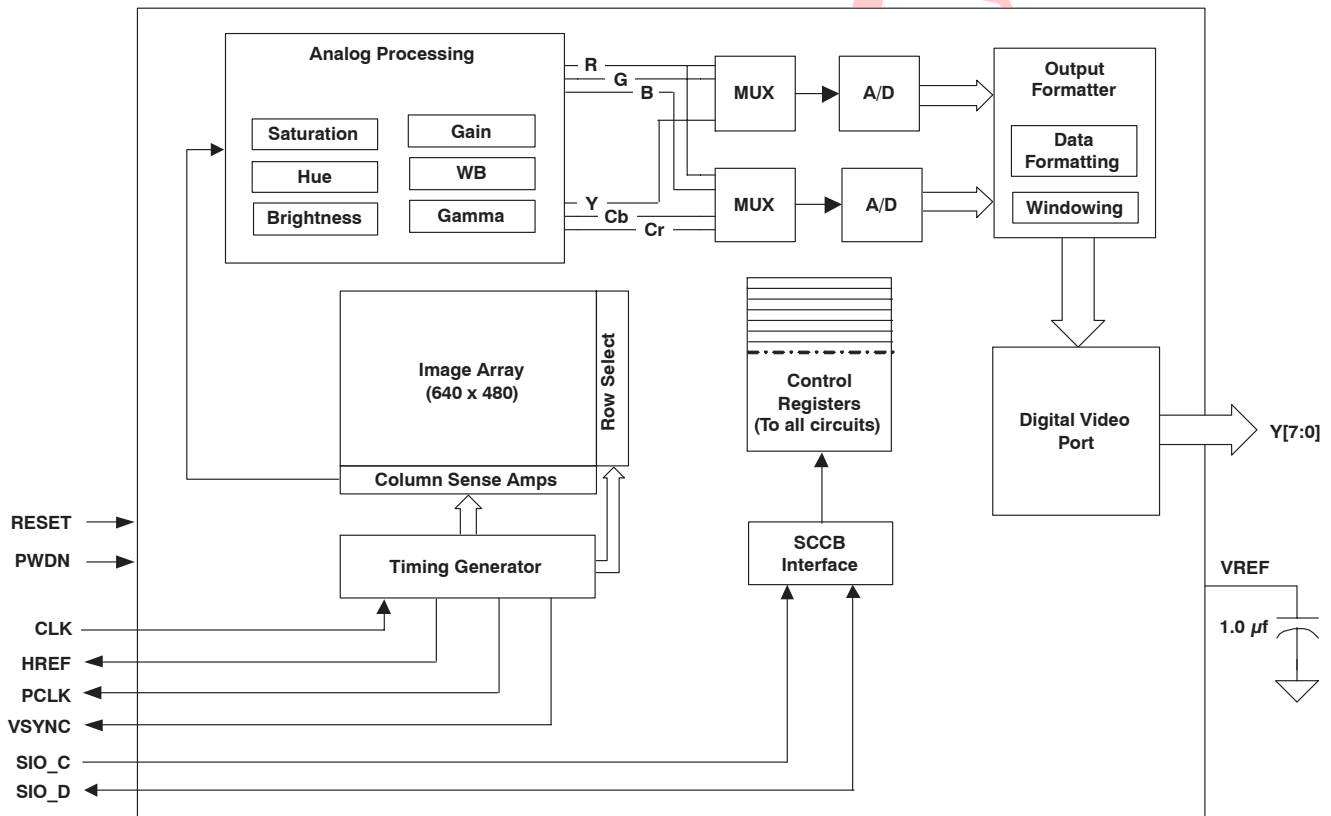 Analog Processing
Saturation
Gain
Hue
WB
Brightness
Gamma
R
G
B
Y
Cb
Cr
MUX
A/D
MUX
A/D
Output
Formatter
Data
Formatting
Windowing
Image Array
(640 x 480)
Row Select
Column Sense Amps
Timing Generator
Control
Registers
(To all circuits)
SCCB
Interface
Digital Video
Port
Y[7:0]
RESET
PWDN
CLK
HREF
PCLK
VSYNC
SIO_C
SIO_D
VREF
1.0 µf